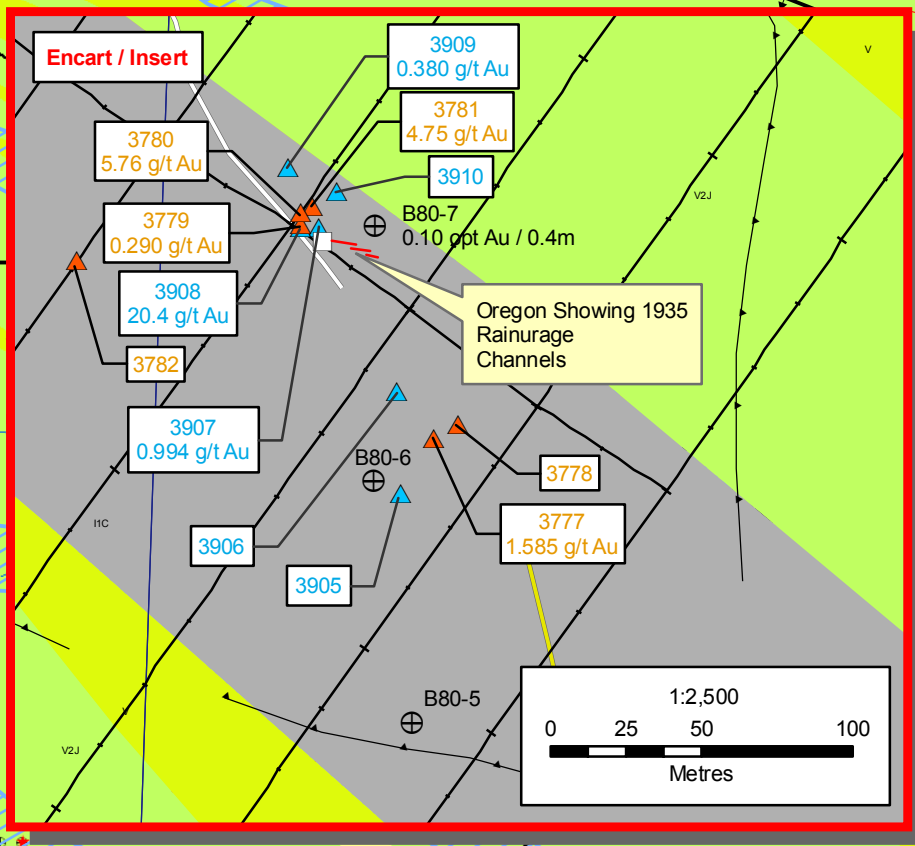 Encart / Insert
3909
0.380 g/t Au
V
3781
4.75 g/t Au
3780
5.76 g/t Au
3910
V2J
B80-7
0.10 opt Au / 0.4m
3779
0.290 g/t Au
3908
20.4 g/t Au
Oregon Showing 1935
Rainurage
Channels
3782
3907
0.994 g/t Au
B80-6
3778
I1C
3777
1.585 g/t Au
3906
3905
B80-5
V
V2J
1:2,500
0 25 50 100
Metres